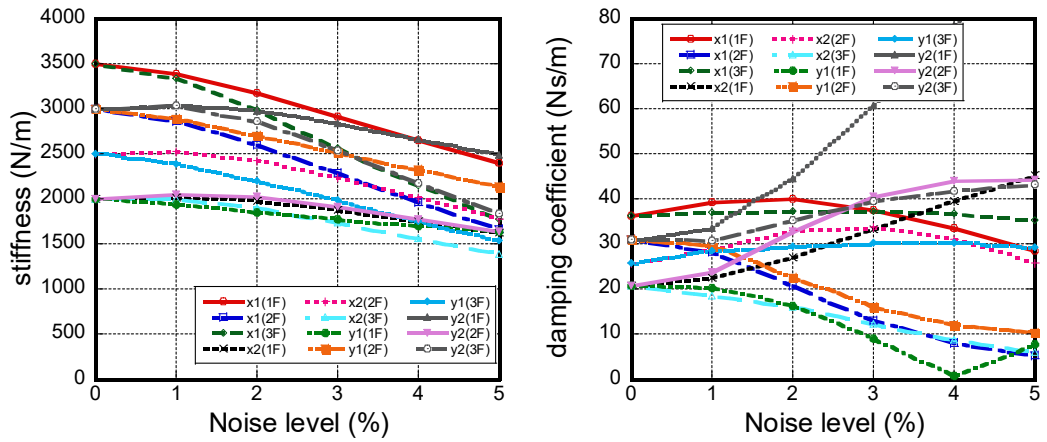 4000
3500
3000
2500
2000
1500
1000
500
0
stiffness (N/m)
x1(1F) x2(2F) y1(3F)
x1(2F) x2(3F) y2(1F)
x1(3F) y1(1F) y2(2F)
x2(1F) y1(2F) y2(3F)
0 1 2 3 4 5
Noise level (%)
80
70
60
50
40
30
20
10
0
damping coefficient (Ns/m)
x1(1F) x2(2F) y1(3F)
x1(2F) x2(3F) y2(1F)
x1(3F) y1(1F) y2(2F)
x2(1F) y1(2F) y2(3F)
0 1 2 3 4 5
Noise level (%)